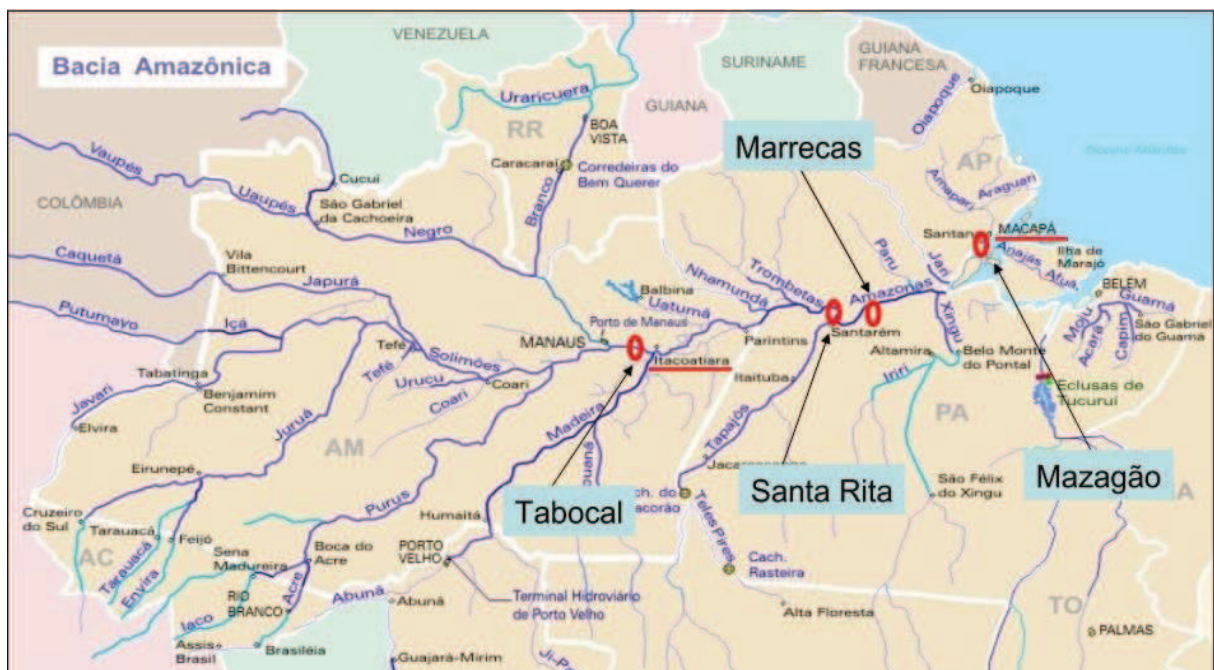 VENEZUELA
Bacia Amazônica
SURINAME
GUIANA
FRANCESA
GUIANA
Oiapoque
Oiapoque
Uraricuera
RR
BOA
VISTA
Marrecas
AP
Vaupés
Caracaraí
Corredeiras do
Bem Querer
Cucuí
Branco
Amapari
Araguari
COLÔMBIA
Uaupés
São Gabriel
da Cachoeira
Negro
MACAPÁ
Caquetá
Vila
Bittencourt
Japurá
Trombetas
Paru
Jari
Anajás
Atuá
Ilha de
Marajó
Nhamundá
Amazonas
BELÉM
Guamá
Putumayo
Içá
Balbina
Uatumã
Porto de Manaus
Santarém
Xingu
Moju
Acará
Capim
São Gabriel
do Guamá
MANAUS
Parintins
Altamira
Belo Monte
do Pontal
Tefé
Solimões
Itacoatiara
Tefé
Urucu
Coari
Coari
Tabatinga
Benjamim
Constant
Itaituba
Iriri
Eclusas de
Tucuruí
Javari
Elvira
Juruá
Madeira
Tapajós
PA
AM
Eirunepé
Purus
Tabocal
Santa Rita
Mazagão
São Félix
do Xingu
Cruzeiro
do Sul
Tarauacá
Feijó
Humaitá
Teles Pires
AC
Tarauacá
Envira
Sena
Madureira
Boca do
Acre
PORTO
VELHO
Cach.
Rasteira
Iaco
RIO
BRANCO
Acre
Abunã
Abunã
Terminal Hidroviário
de Porto Velho
Alta Floresta
TO
PALMAS
Assis
Brasil
Brasiléia
Guajará-Mirim